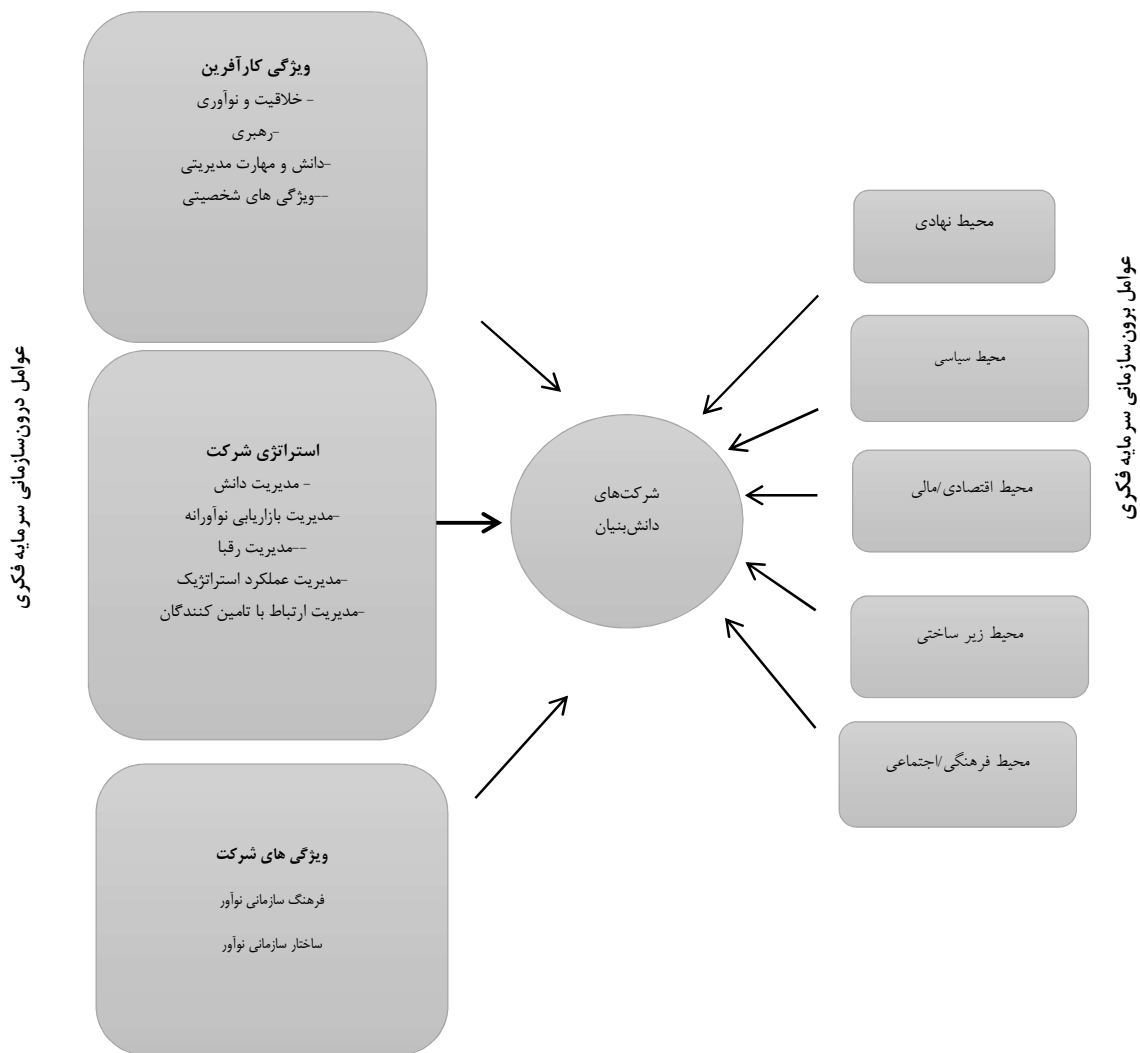 عوامل برون‌سازمانی سرمایه فکری
محیط نهادی
محیط سیاسی
محیط اقتصادی/مالی
محیط زیر ساختی
محیط فرهنگی/اجتماعی
شرکت‌های
دانش‌بنیان
ویژگی کارآفرین
- خلاقیت و نوآوری
-رهبری
-دانش و مهارت مدیریتی
--ویژگی های شخصیتی
استراتژی شرکت
- مدیریت دانش
-مدیریت بازاریابی نوآورانه
--مدیریت رقبا
-مدیریت عملکرد استراتژیک
-مدیریت ارتباط با تامین کنندگان
ویژگی های شرکت
فرهنگ سازمانی نوآور
ساختار سازمانی نوآور
عوامل درون‌سازمانی سرمایه فکری